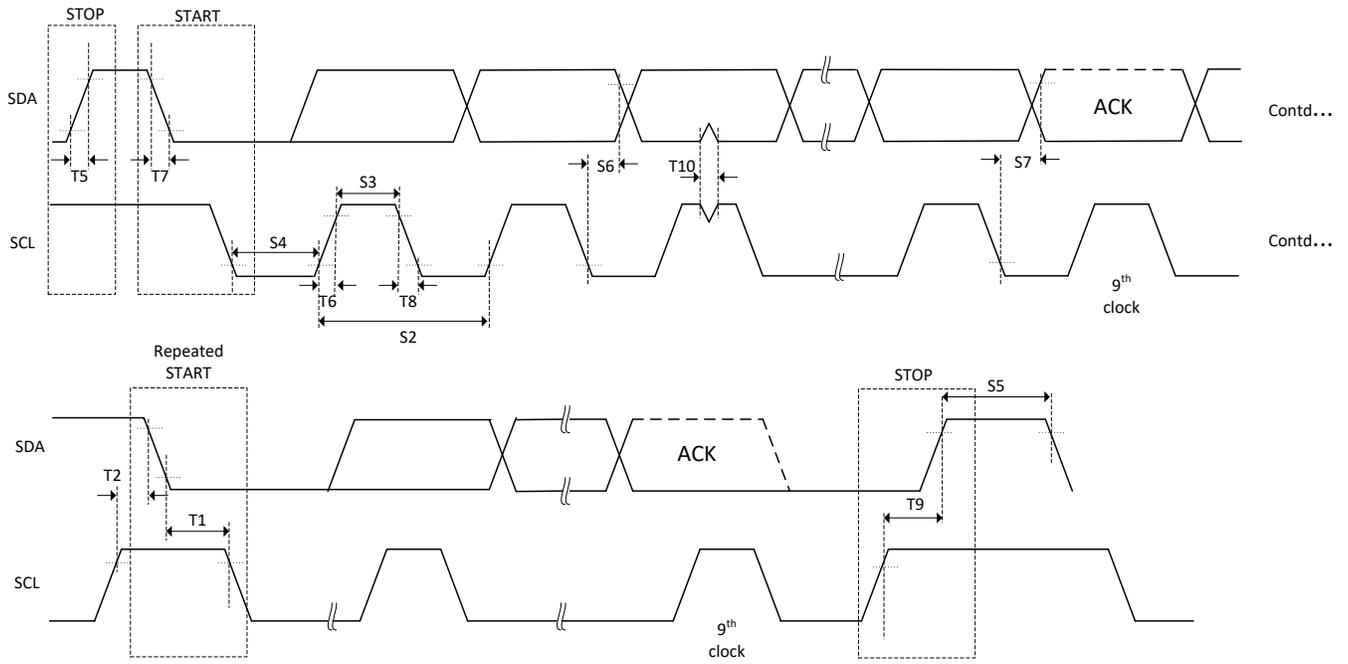 STOP
START
SDA
ACK
Contd...
T5
T7
S6
T10
S7
S3
SCL
S4
Contd...
T6
T8
9th
clock
S2
Repeated
START
STOP
S5
SDA
ACK
T2
T9
T1
SCL
9th
clock